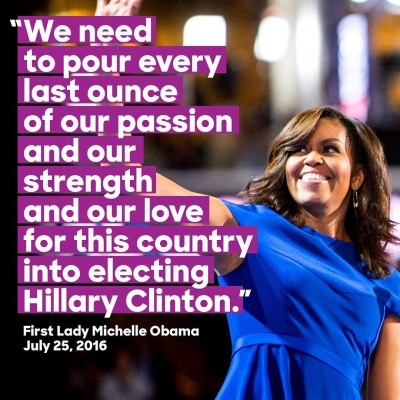 “We need
to pour every
last ounce
of our passion
and our
strength
and our love
for this country
into electing
Hillary Clinton.”
First Lady Michelle Obama
July 25, 2016